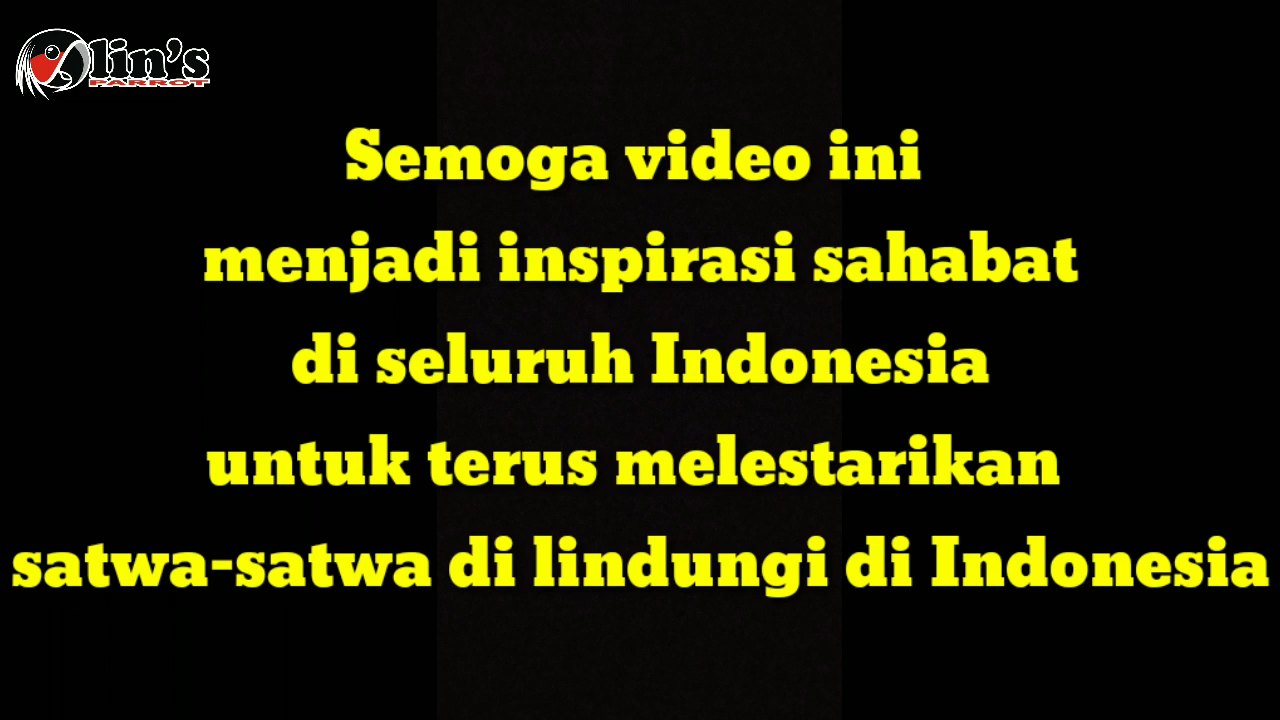 Olin's
PARROT
Semoga video ini
menjadi inspirasi sahabat
di seluruh Indonesia
untuk terus melestarikan
satwa-satwa di lindungi di Indonesia